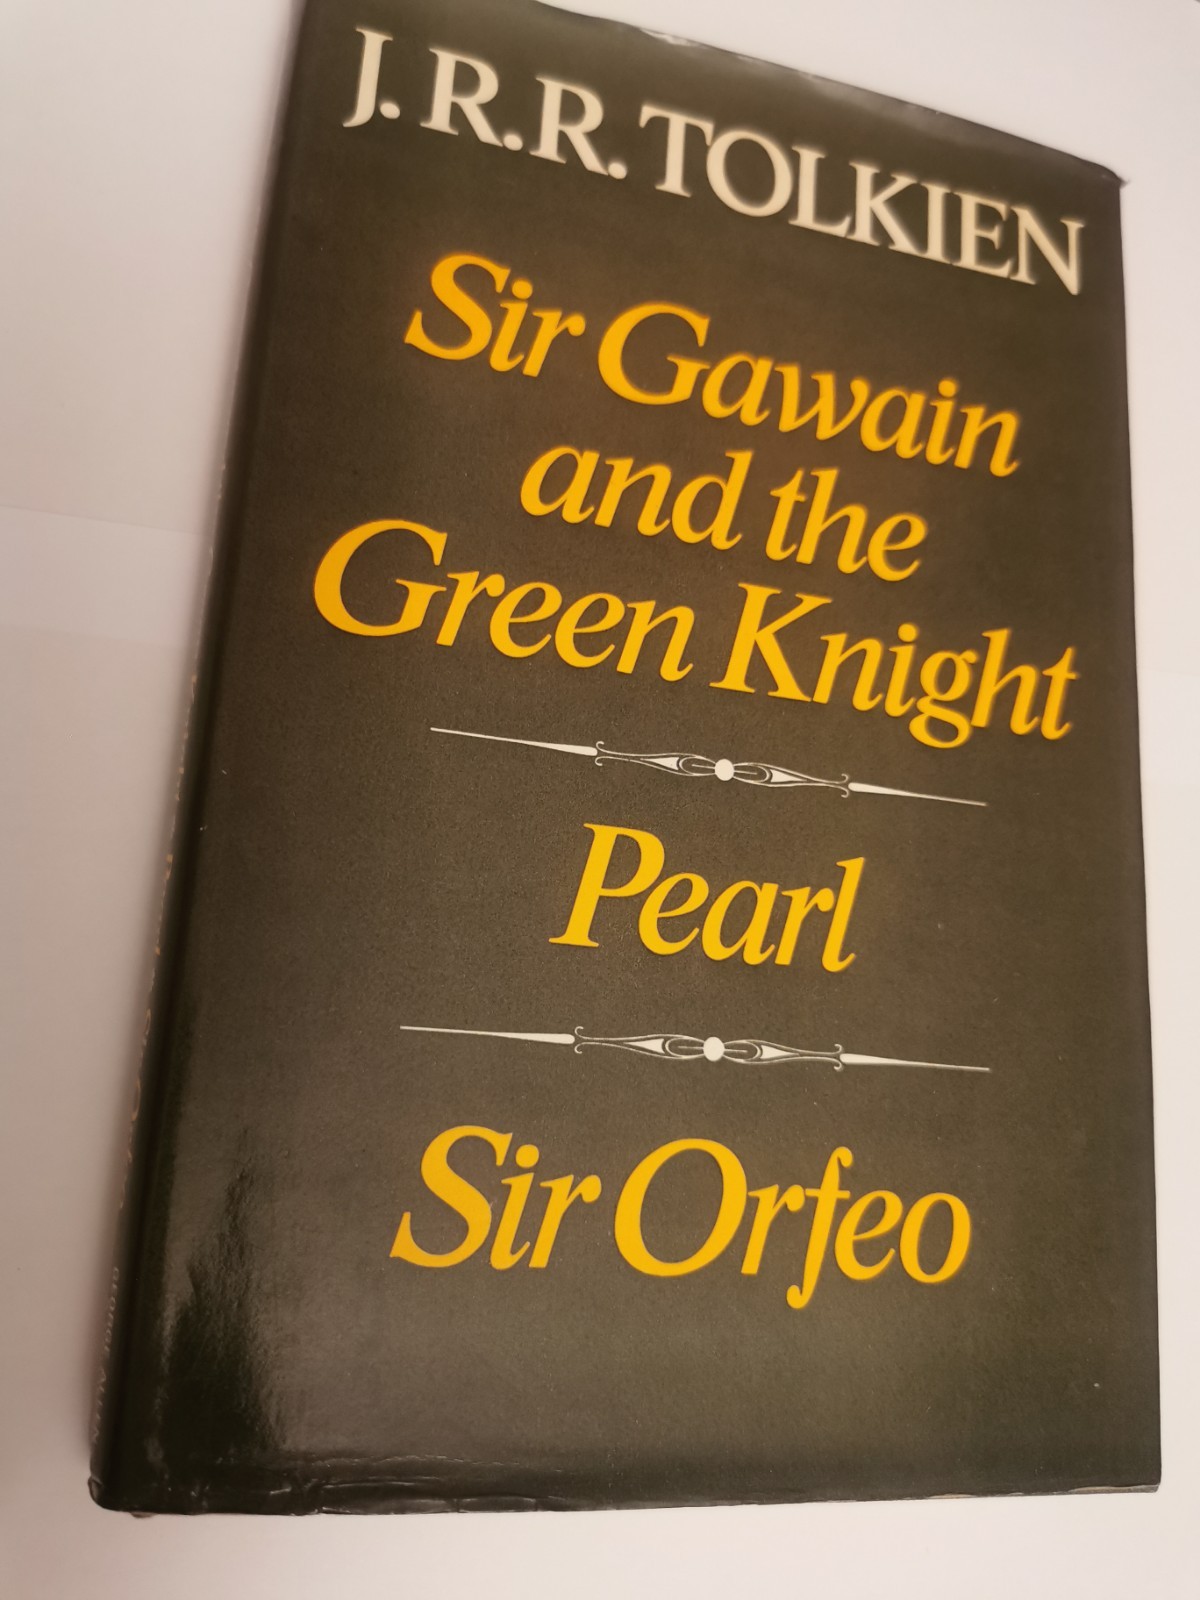 J.R.R. TOLKIEN
Sir Gawain
and the
Green Knight
Pearl
Sir Orfeo